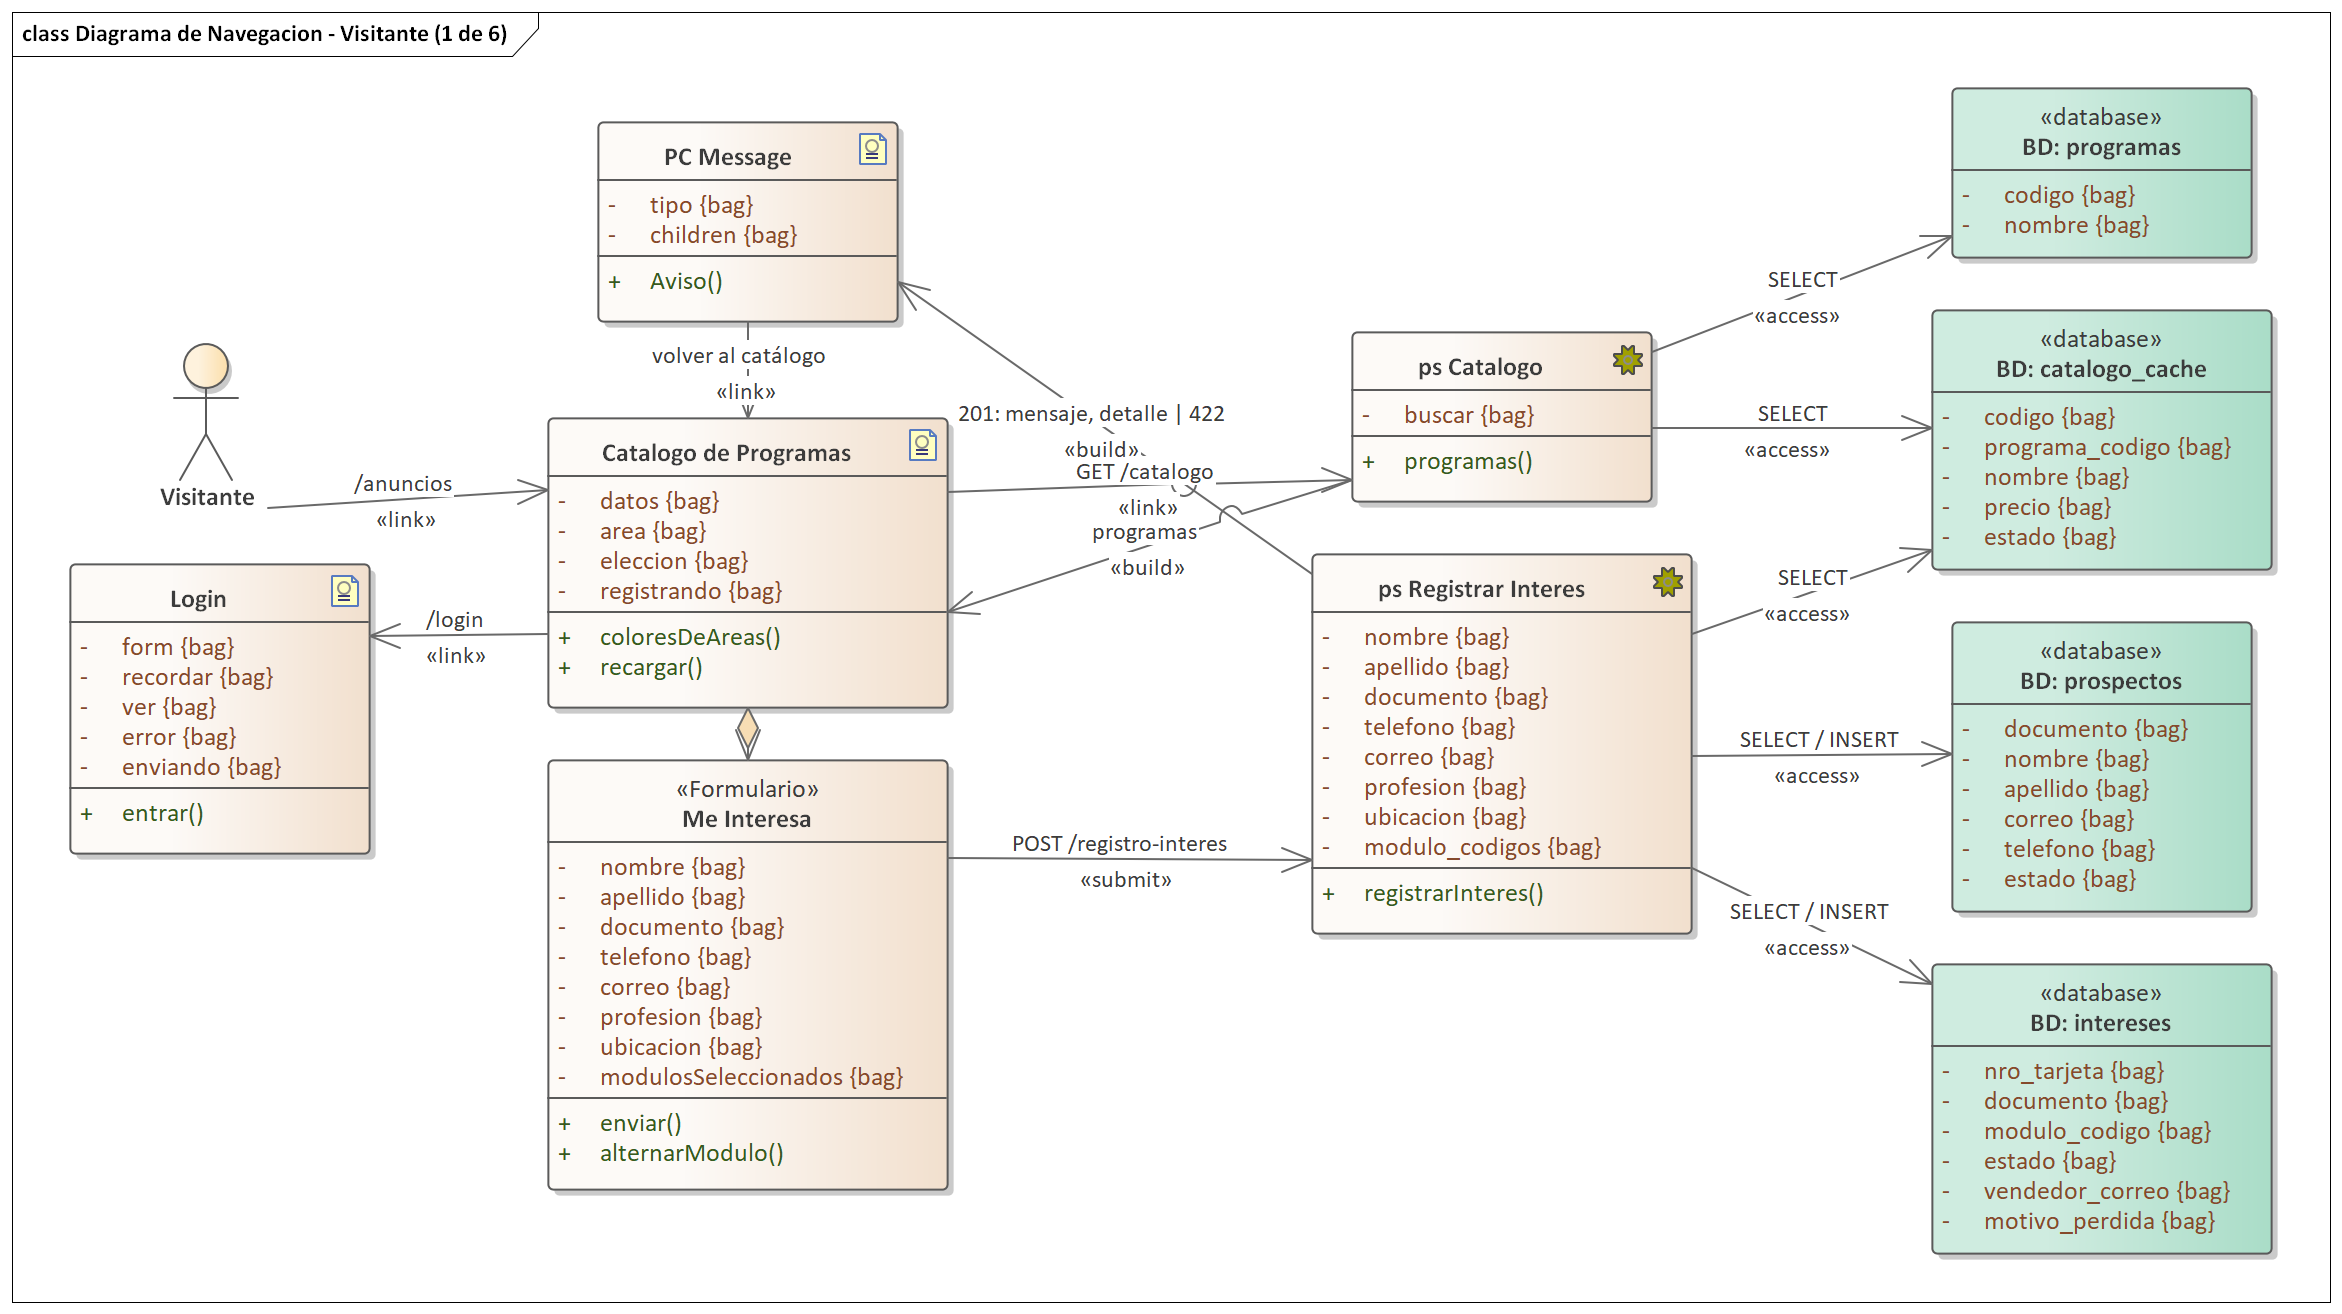 class Diagrama de Navegacion - Visitante (1 de 6)
PC Message
- tipo {bag}
- children {bag}
+ Aviso()
volver al catálogo
«link»
Visitante
/anuncios
«link»
Login
- form {bag}
- recordar {bag}
- ver {bag}
- error {bag}
- enviando {bag}
+ entrar()
/login
«link»
Catalogo de Programas
- datos {bag}
- area {bag}
- eleccion {bag}
- registrando {bag}
+ coloresDeAreas()
+ recargar()
«Formulario»
Me Interesa
- nombre {bag}
- apellido {bag}
- documento {bag}
- telefono {bag}
- correo {bag}
- profesion {bag}
- ubicacion {bag}
- modulosSeleccionados {bag}
+ enviar()
+ alternarModulo()
201: mensaje, detalle | 422
«build»
GET /catalogo
«link»
programas
«build»
POST /registro-interes
«submit»
ps Catalogo
- buscar {bag}
+ programas()
ps Registrar Interes
- nombre {bag}
- apellido {bag}
- documento {bag}
- telefono {bag}
- correo {bag}
- profesion {bag}
- ubicacion {bag}
- modulo_codigos {bag}
+ registrarInteres()
SELECT
«access»
SELECT
«access»
SELECT
«access»
SELECT / INSERT
«access»
SELECT / INSERT
«access»
«database»
BD: programas
- codigo {bag}
- nombre {bag}
«database»
BD: catalogo_cache
- codigo {bag}
- programa_codigo {bag}
- nombre {bag}
- precio {bag}
- estado {bag}
«database»
BD: prospectos
- documento {bag}
- nombre {bag}
- apellido {bag}
- correo {bag}
- telefono {bag}
- estado {bag}
«database»
BD: intereses
- nro_tarjeta {bag}
- documento {bag}
- modulo_codigo {bag}
- estado {bag}
- vendedor_correo {bag}
- motivo_perdida {bag}